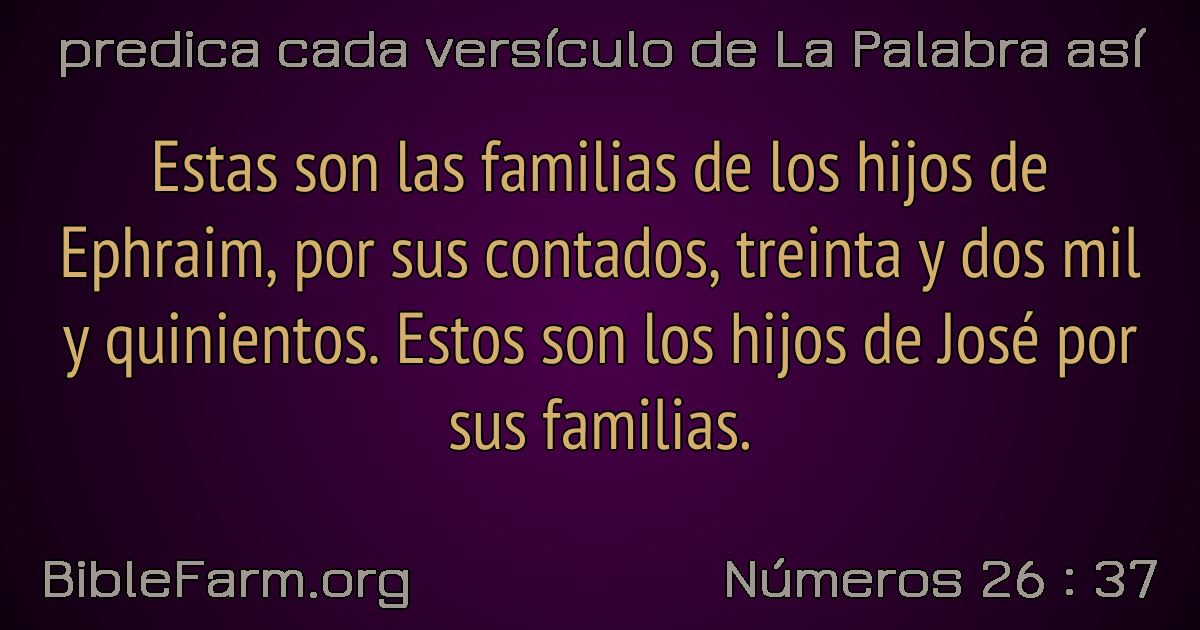 predica cada versículo de La Palabra así
Estas son las familias de los hijos de
Ephraim, por sus contados, treinta y dos mil
y quinientos. Estos son los hijos de José por
sus familias.
BibleFarm.org
Números 26 : 37